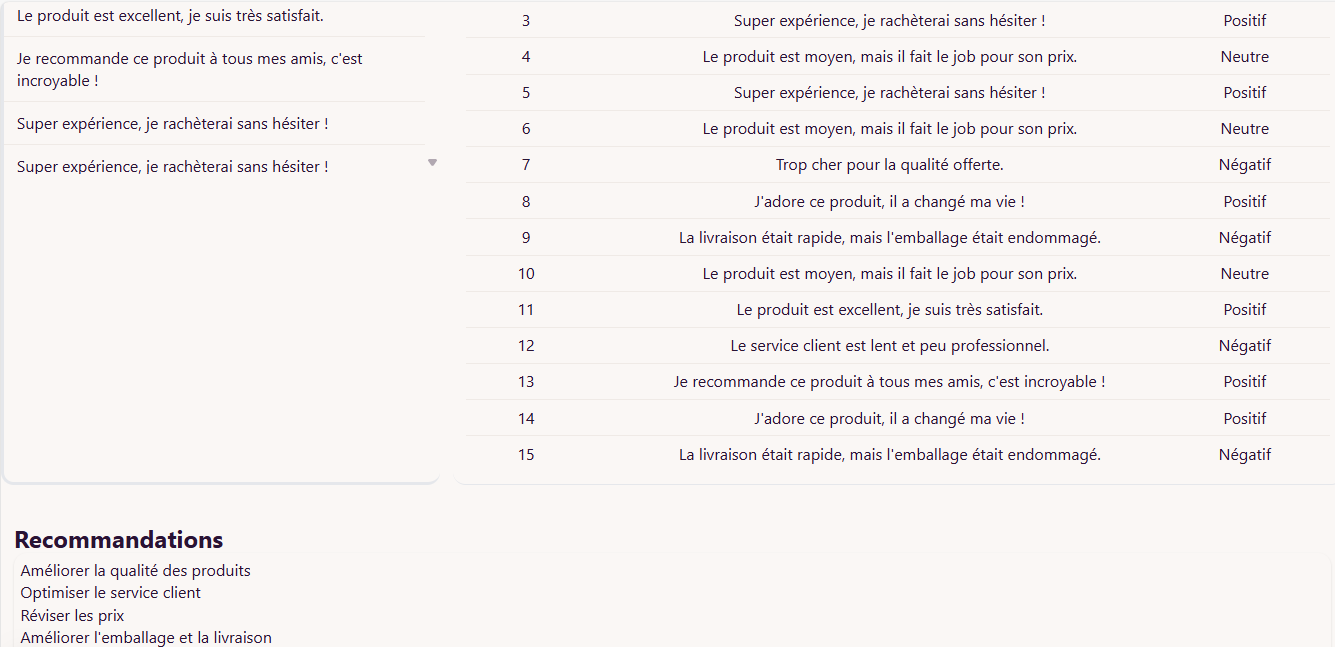 Le produit est excellent, je suis très satisfait.
Je recommande ce produit à tous mes amis, c'est
incroyable !
Super expérience, je rachèterai sans hésiter !
Super expérience, je rachèterai sans hésiter !
3 Super expérience, je rachèterai sans hésiter ! Positif
4 Le produit est moyen, mais il fait le job pour son prix. Neutre
5 Super expérience, je rachèterai sans hésiter ! Positif
6 Le produit est moyen, mais il fait le job pour son prix. Neutre
7 Trop cher pour la qualité offerte. Négatif
8 J'adore ce produit, il a changé ma vie ! Positif
9 La livraison était rapide, mais l'emballage était endommagé. Négatif
10 Le produit est moyen, mais il fait le job pour son prix. Neutre
11 Le produit est excellent, je suis très satisfait. Positif
12 Le service client est lent et peu professionnel. Négatif
13 Je recommande ce produit à tous mes amis, c'est incroyable ! Positif
14 J'adore ce produit, il a changé ma vie ! Positif
15 La livraison était rapide, mais l'emballage était endommagé. Négatif
Recommandations
Améliorer la qualité des produits
Optimiser le service client
Réviser les prix
Améliorer l'emballage et la livraison